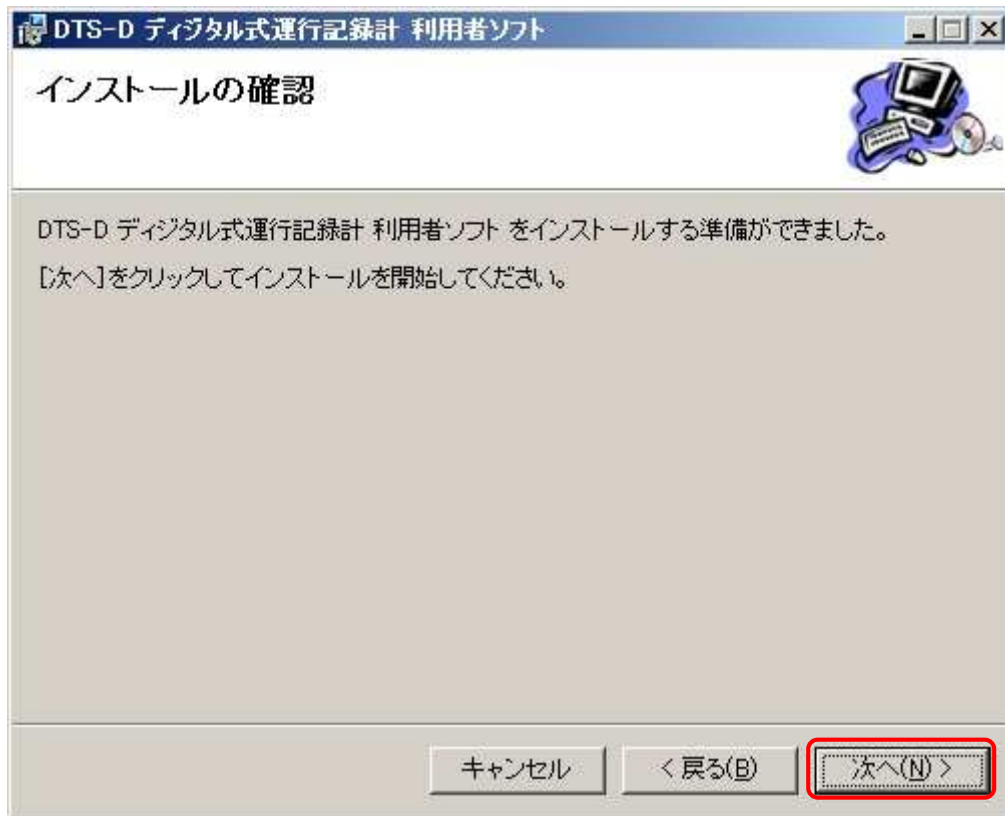 DTS-D ディジタル式運行記録計 利用者ソフト
インストールの確認
DTS-D ディジタル式運行記録計 利用者ソフト をインストールする準備ができました。
[次へ]をクリックしてインストールを開始してください。
キャンセル
< 戻る(B)
次へ(N) >